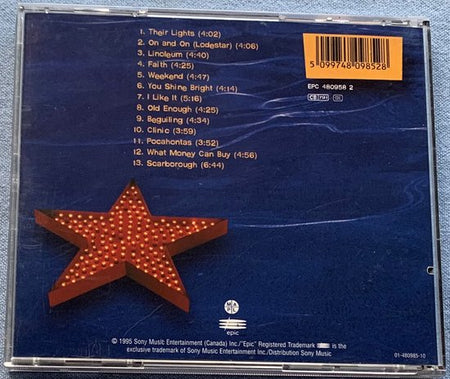 1. Their Lights (4:02)
2. On and On (Lodestar) (4:06)
3. Linoleum (4:40)
4. Faith (4:25)
5. Weekend (4:47)
6. You Shine Bright (4:14)
7. I Like It (5:16)
8. Old Enough (4:25)
9. Beguiling (4:34)
10. Clinic (3:59)
11. Pocahontas (3:52)
12. What Money Can Buy (4:56)
13. Scarborough (6:44)
5 099748 098528
EPC 480958 2
epic
© 1995 Sony Music Entertainment (Canada) Inc./"Epic" Registered Trademark is the
exclusive trademark of Sony Music Entertainment Inc./Distribution Sony Music
01-480985-10